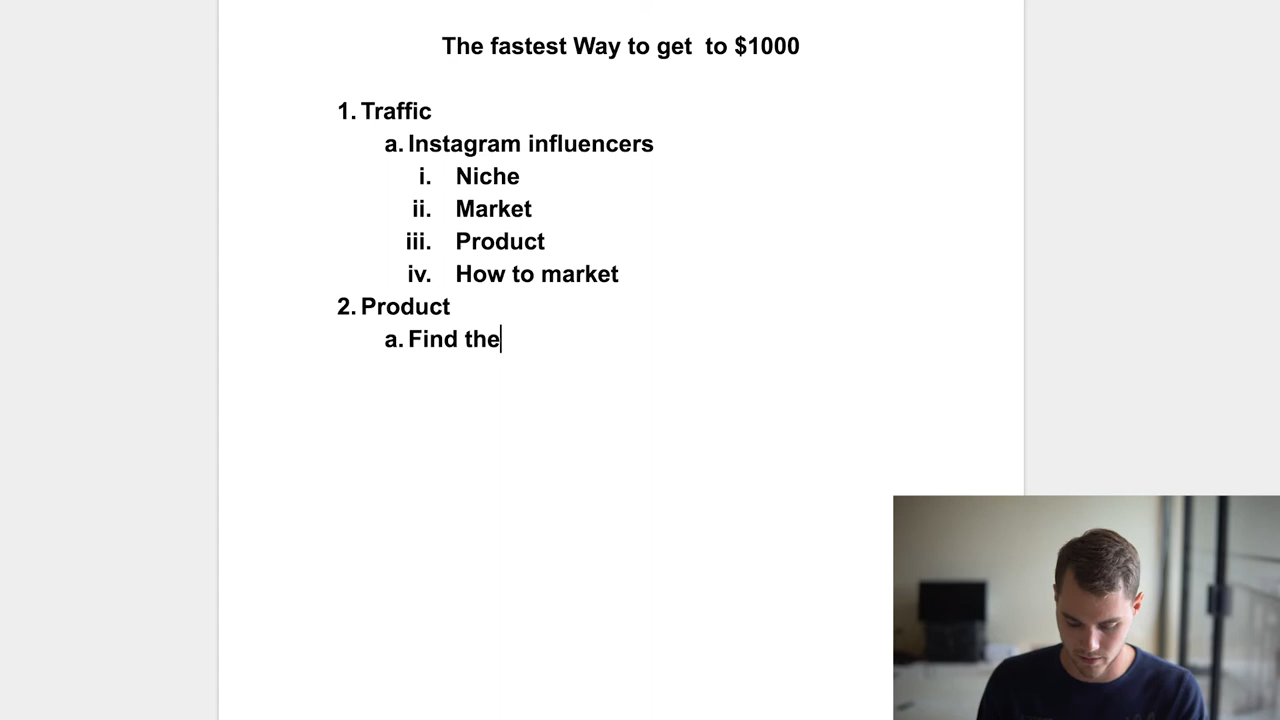 The fastest Way to get  to $1000
1. Traffic
a. Instagram influencers
i. Niche
ii. Market
iii. Product
iv. How to market
2. Product
a. Find the